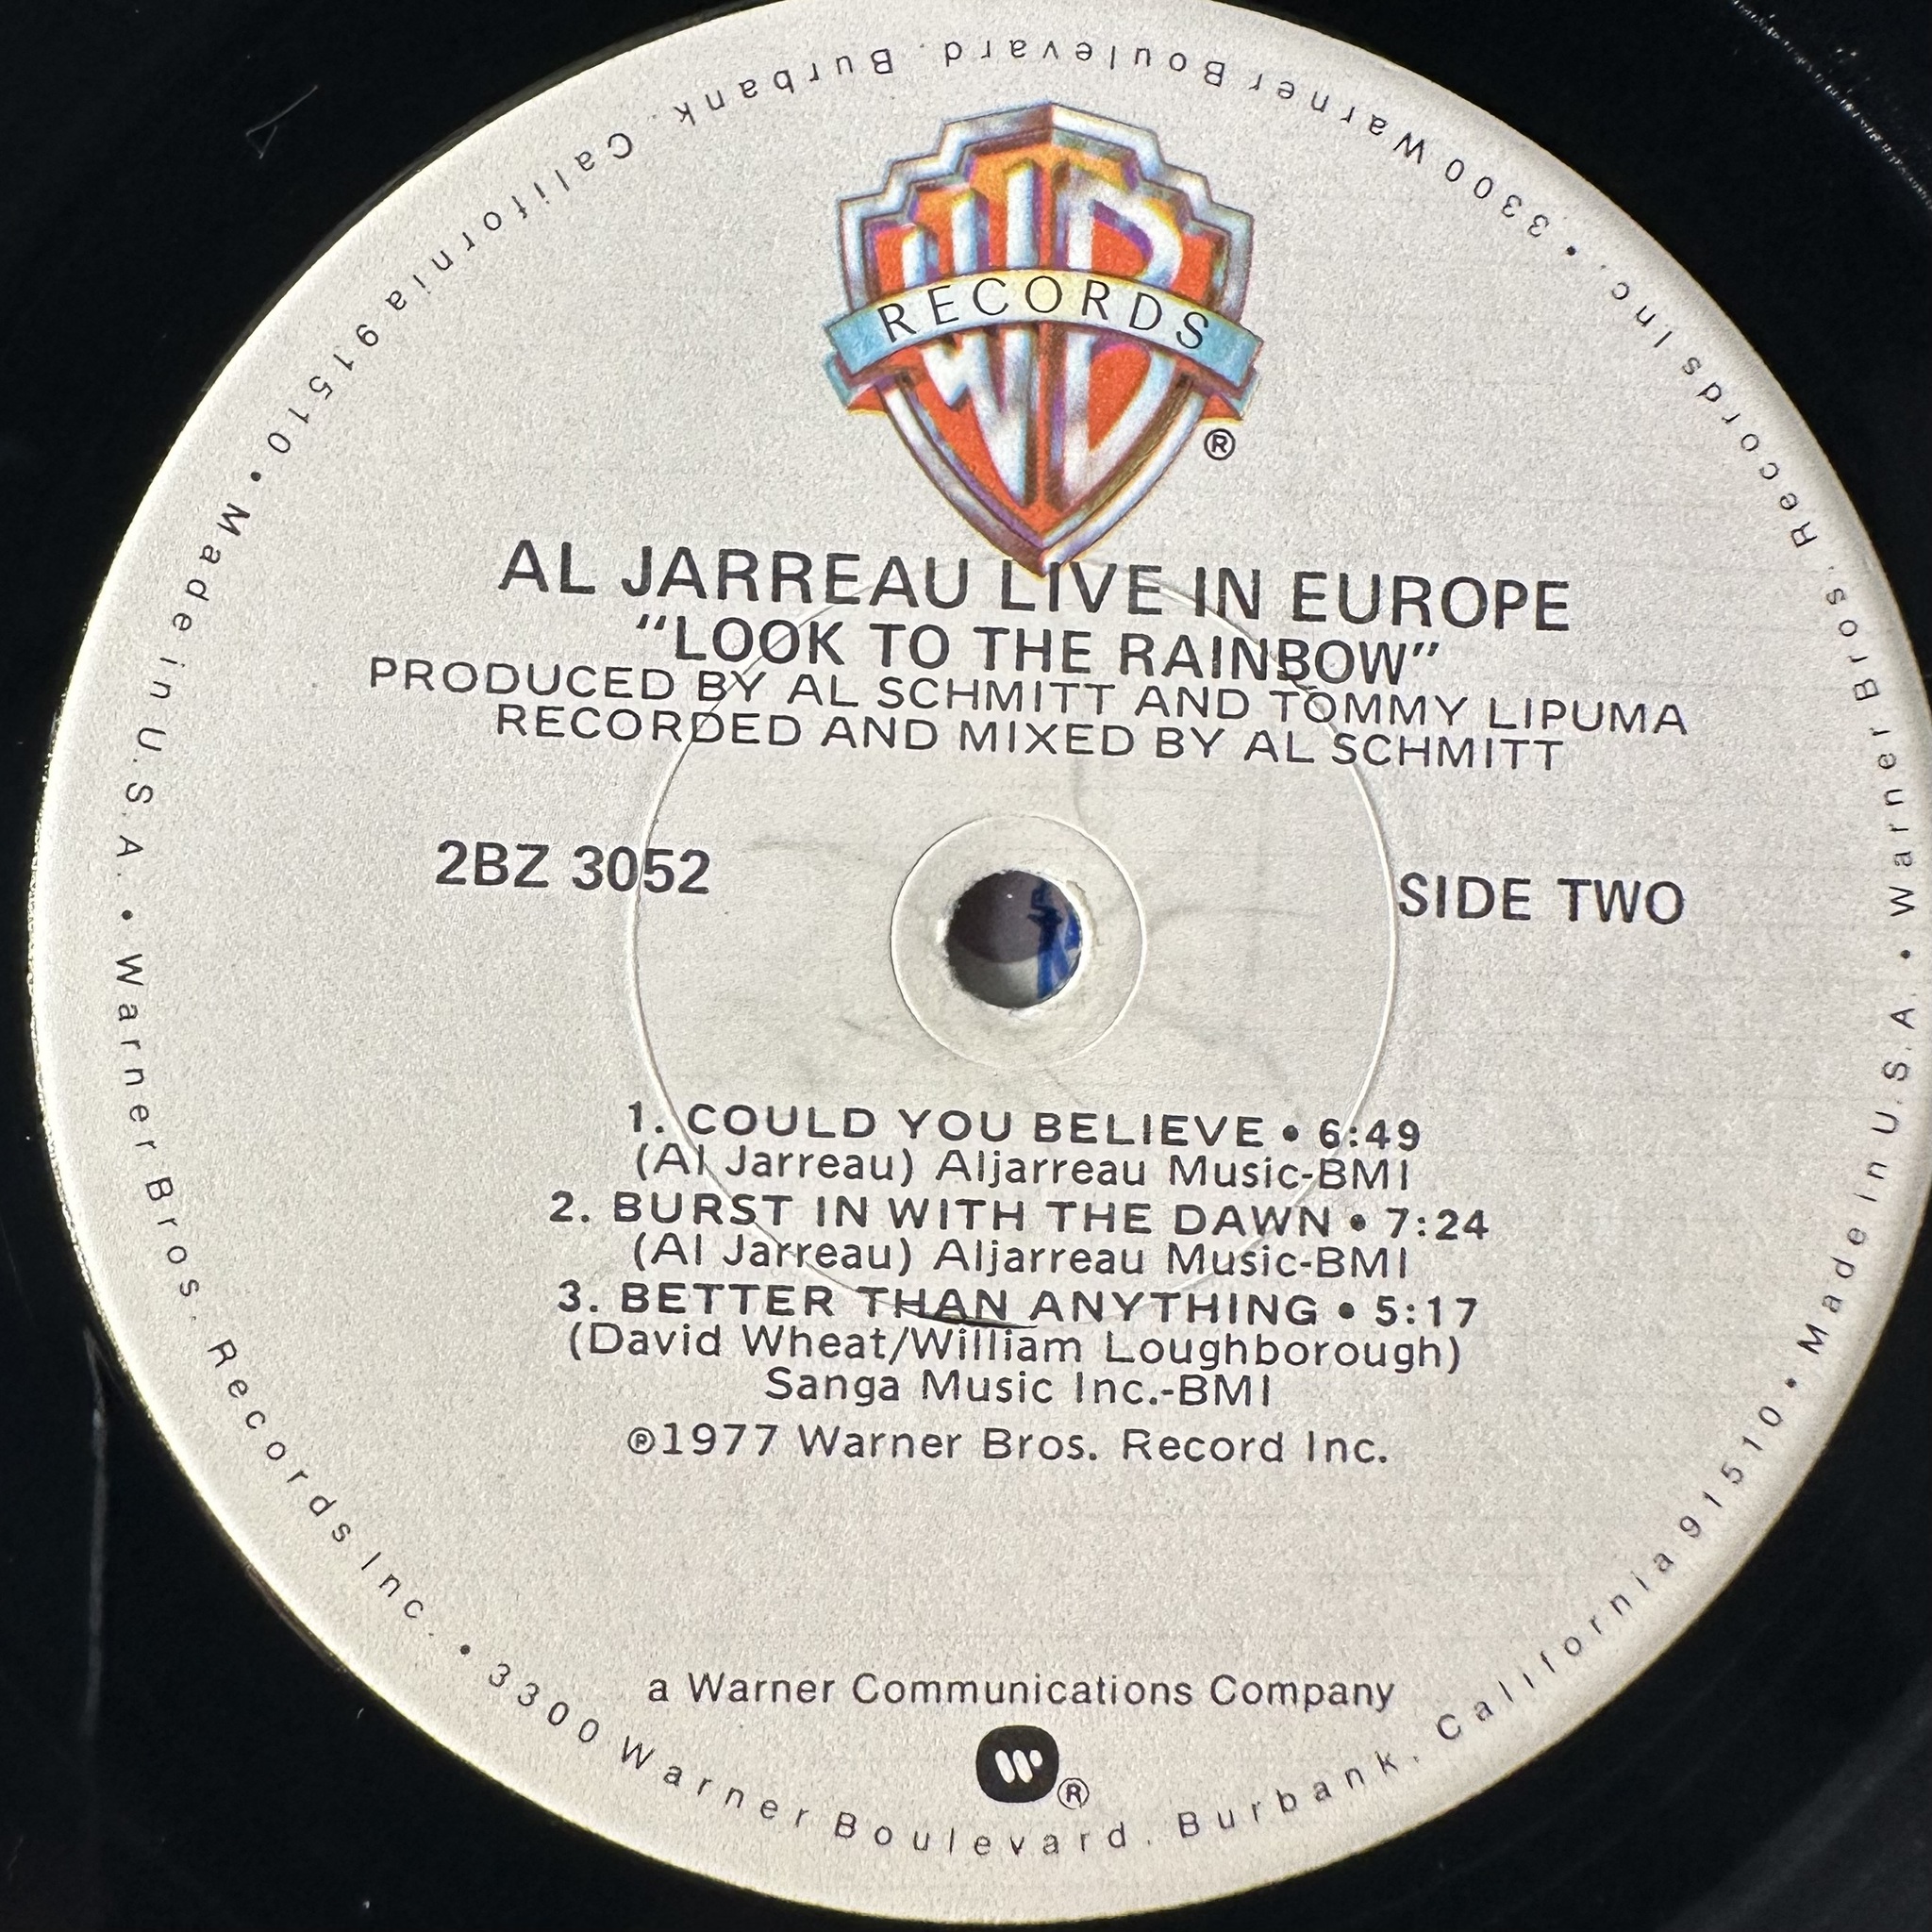 WB
RECORDS
®
AL JARREAU LIVE IN EUROPE
"LOOK TO THE RAINBOW"
PRODUCED BY AL SCHMITT AND TOMMY LIPUMA
RECORDED AND MIXED BY AL SCHMITT
2BZ 3052
SIDE TWO
1. COULD YOU BELIEVE • 6:49
(Al Jarreau) Aljarreau Music-BMI
2. BURST IN WITH THE DAWN • 7:24
(Al Jarreau) Aljarreau Music-BMI
3. BETTER THAN ANYTHING • 5:17
(David Wheat/William Loughborough)
Sanga Music Inc.-BMI
℗1977 Warner Bros. Record Inc.
a Warner Communications Company
W ®
Warner Bros. Records Inc. • 3300 Warner Boulevard. Burbank. California 91510 • Made in U.S.A. •
Warner Bros. Records Inc. • 3300 Warner Boulevard. Burbank. California 91510 • Made in U.S.A. •